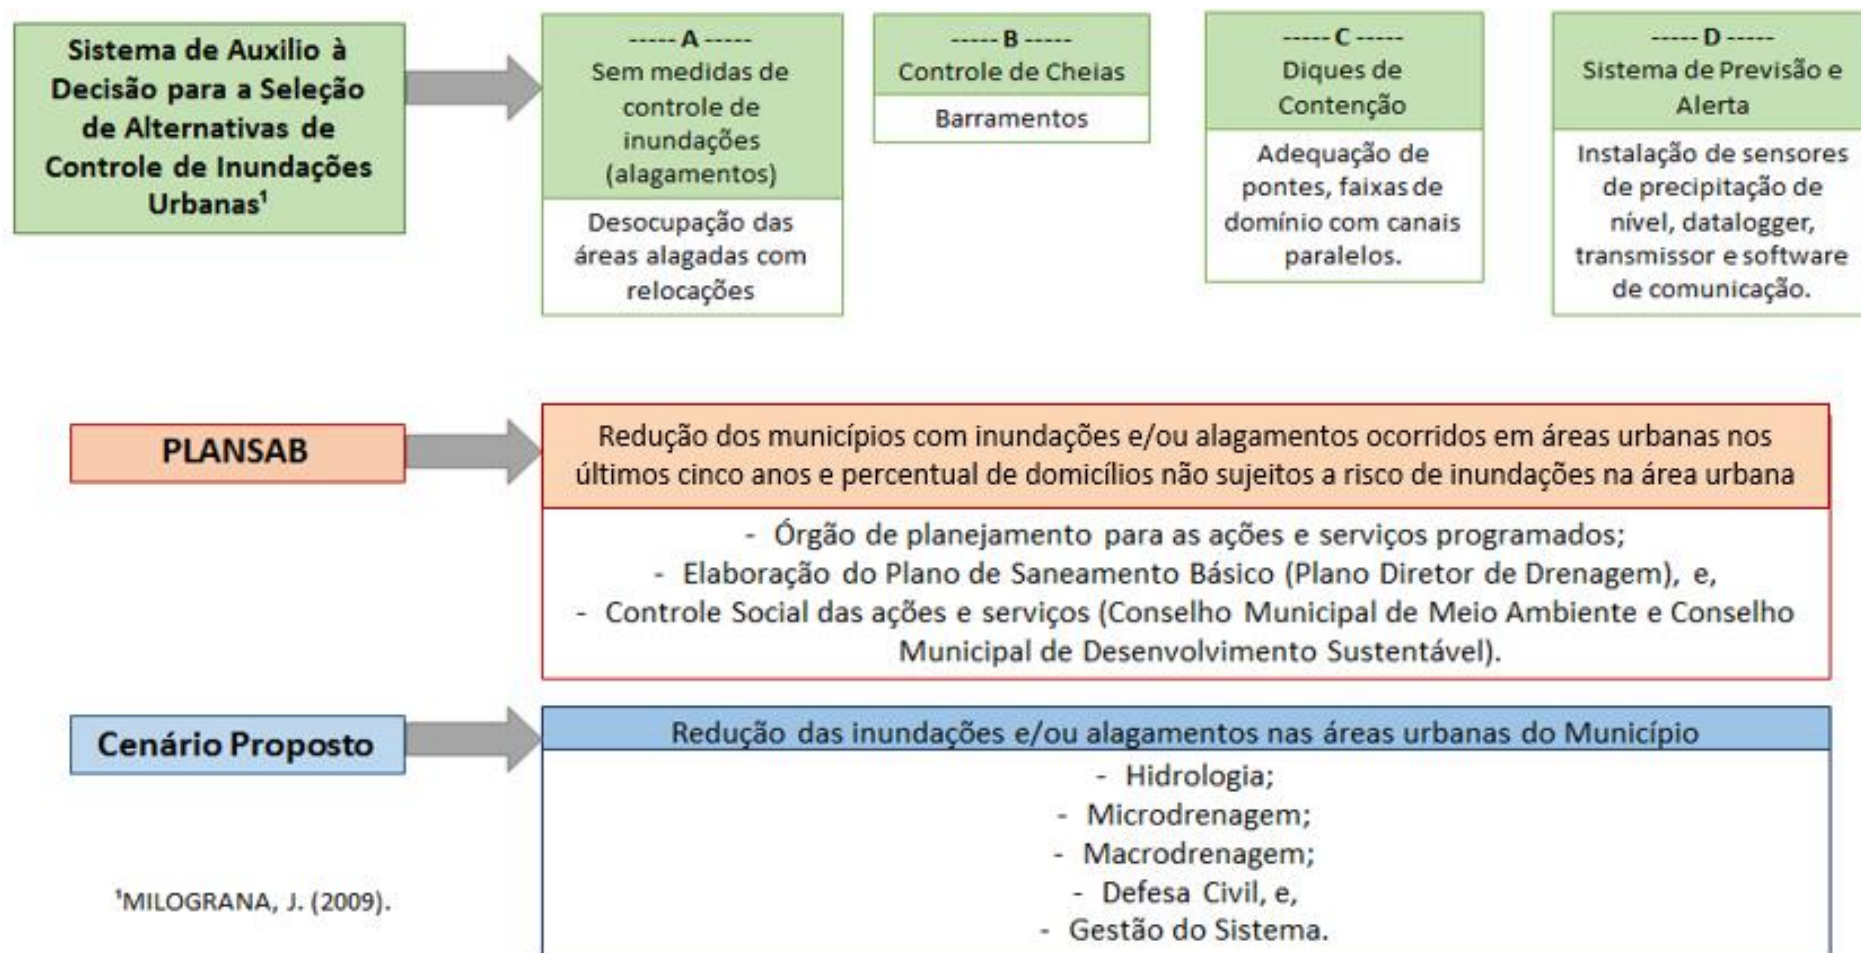 Sistema de Auxilio à
Decisão para a Seleção
de Alternativas de
Controle de Inundações
Urbanas¹
----- A -----
Sem medidas de
controle de
inundações
(alagamentos)
Desocupação das
áreas alagadas com
relocações
----- B -----
Controle de Cheias
Barramentos
----- C -----
Diques de
Contenção
Adequação de
pontes, faixas de
domínio com canais
paralelos.
----- D -----
Sistema de Previsão e
Alerta
Instalação de sensores
de precipitação de
nível, datalogger,
transmissor e software
de comunicação.
PLANSAB
Redução dos municípios com inundações e/ou alagamentos ocorridos em áreas urbanas nos
últimos cinco anos e percentual de domicílios não sujeitos a risco de inundações na área urbana
- Órgão de planejamento para as ações e serviços programados;
- Elaboração do Plano de Saneamento Básico (Plano Diretor de Drenagem), e,
- Controle Social das ações e serviços (Conselho Municipal de Meio Ambiente e Conselho
Municipal de Desenvolvimento Sustentável).
Cenário Proposto
Redução das inundações e/ou alagamentos nas áreas urbanas do Município
- Hidrologia;
- Microdrenagem;
- Macrodrenagem;
- Defesa Civil, e,
- Gestão do Sistema.
¹MILOGRANA, J. (2009).